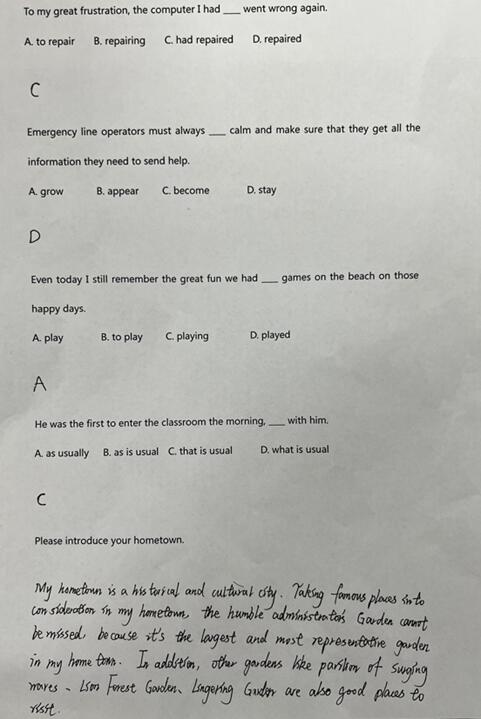 To my great frustration, the computer I had ___ went wrong again.
A. to repair B. repairing C. had repaired D. repaired
C
Emergency line operators must always ___ calm and make sure that they get all the
information they need to send help.
A. grow B. appear C. become D. stay
D
Even today I still remember the great fun we had ___ games on the beach on those
happy days.
A. play B. to play C. playing D. played
A
He was the first to enter the classroom the morning, ___ with him.
A. as usually B. as is usual C. that is usual D. what is usual
C
Please introduce your hometown.
My hometown is a historical and cultural city. Taking famous places into
consideration in my hometown, the humble administrator's Garden cannot
be missed, because it's the largest and most representative garden
in my home town. In addition, other gardens like pavilion of suging
waves 、 Lion Forest Garden、 Lingering Garden are also good places to
visit.